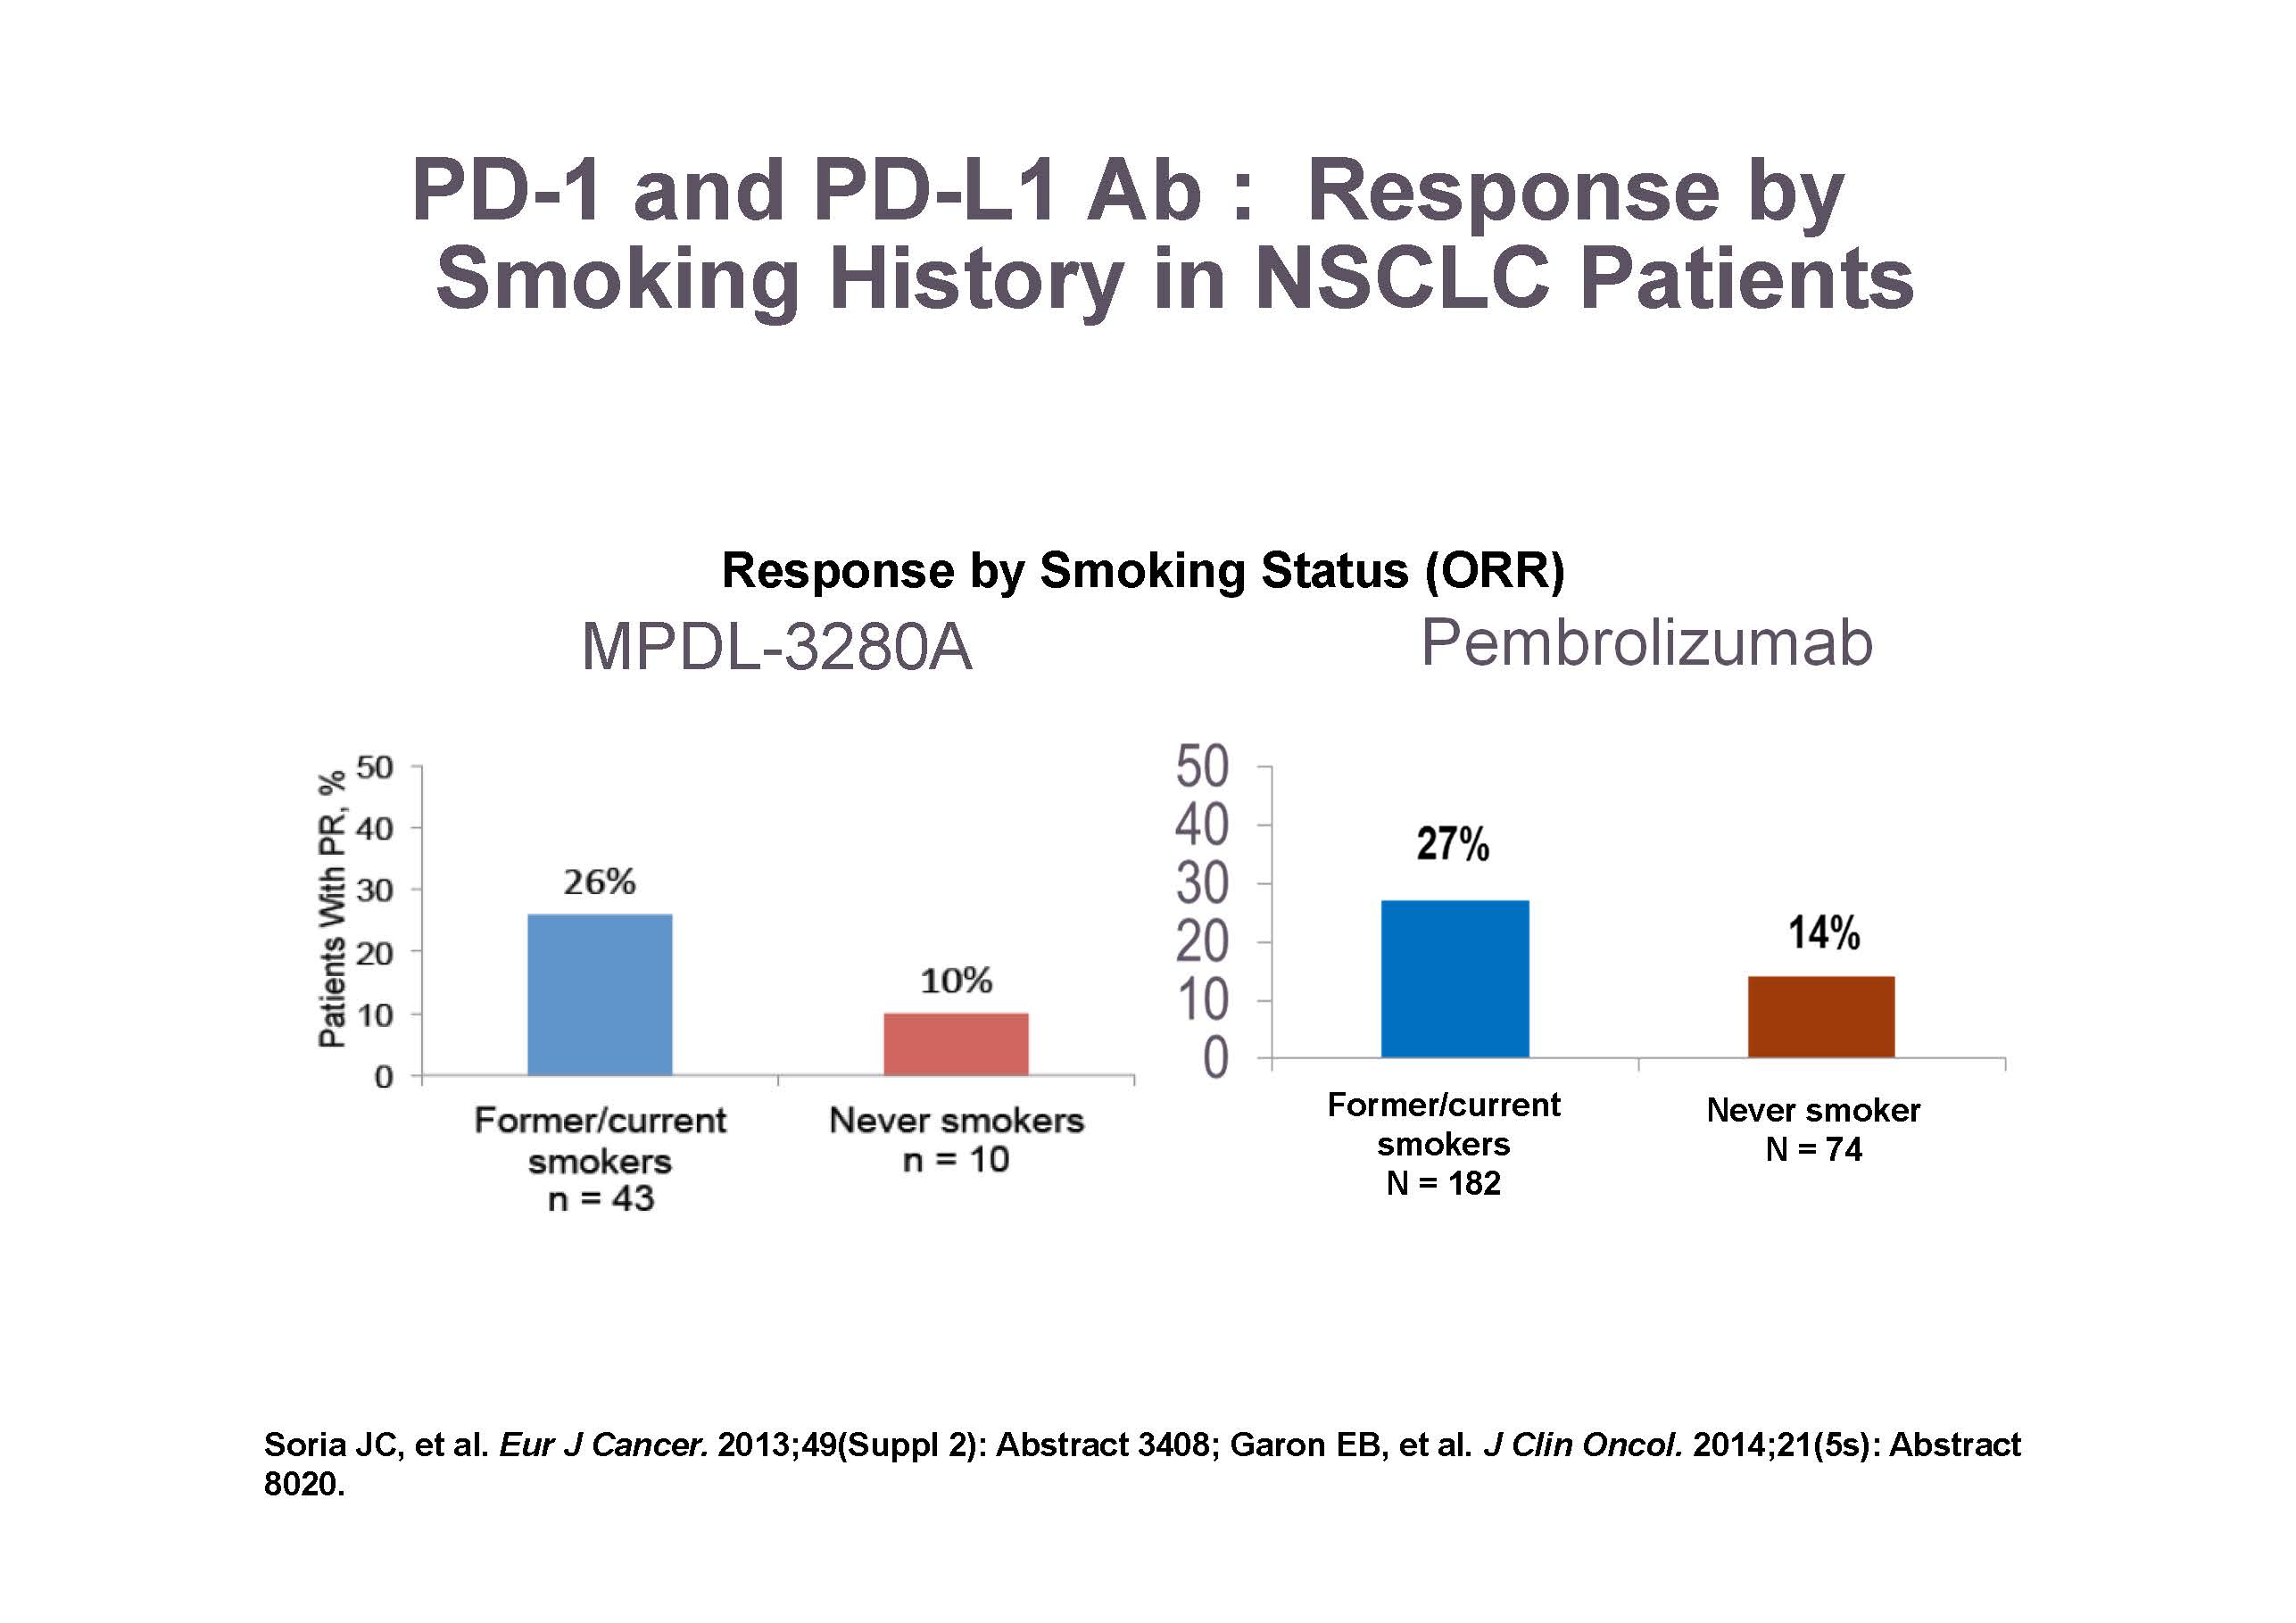 PD-1 and PD-L1 Ab :  Response by
Smoking History in NSCLC Patients
Response by Smoking Status (ORR)
MPDL-3280A
Patients With PR, %
50
40
30
20
10
0
26%
10%
Former/current
smokers
n = 43
Never smokers
n = 10
Pembrolizumab
50
40
30
20
10
0
27%
14%
Former/current
smokers
N = 182
Never smoker
N = 74
Soria JC, et al. Eur J Cancer. 2013;49(Suppl 2): Abstract 3408; Garon EB, et al. J Clin Oncol. 2014;21(5s): Abstract
8020.